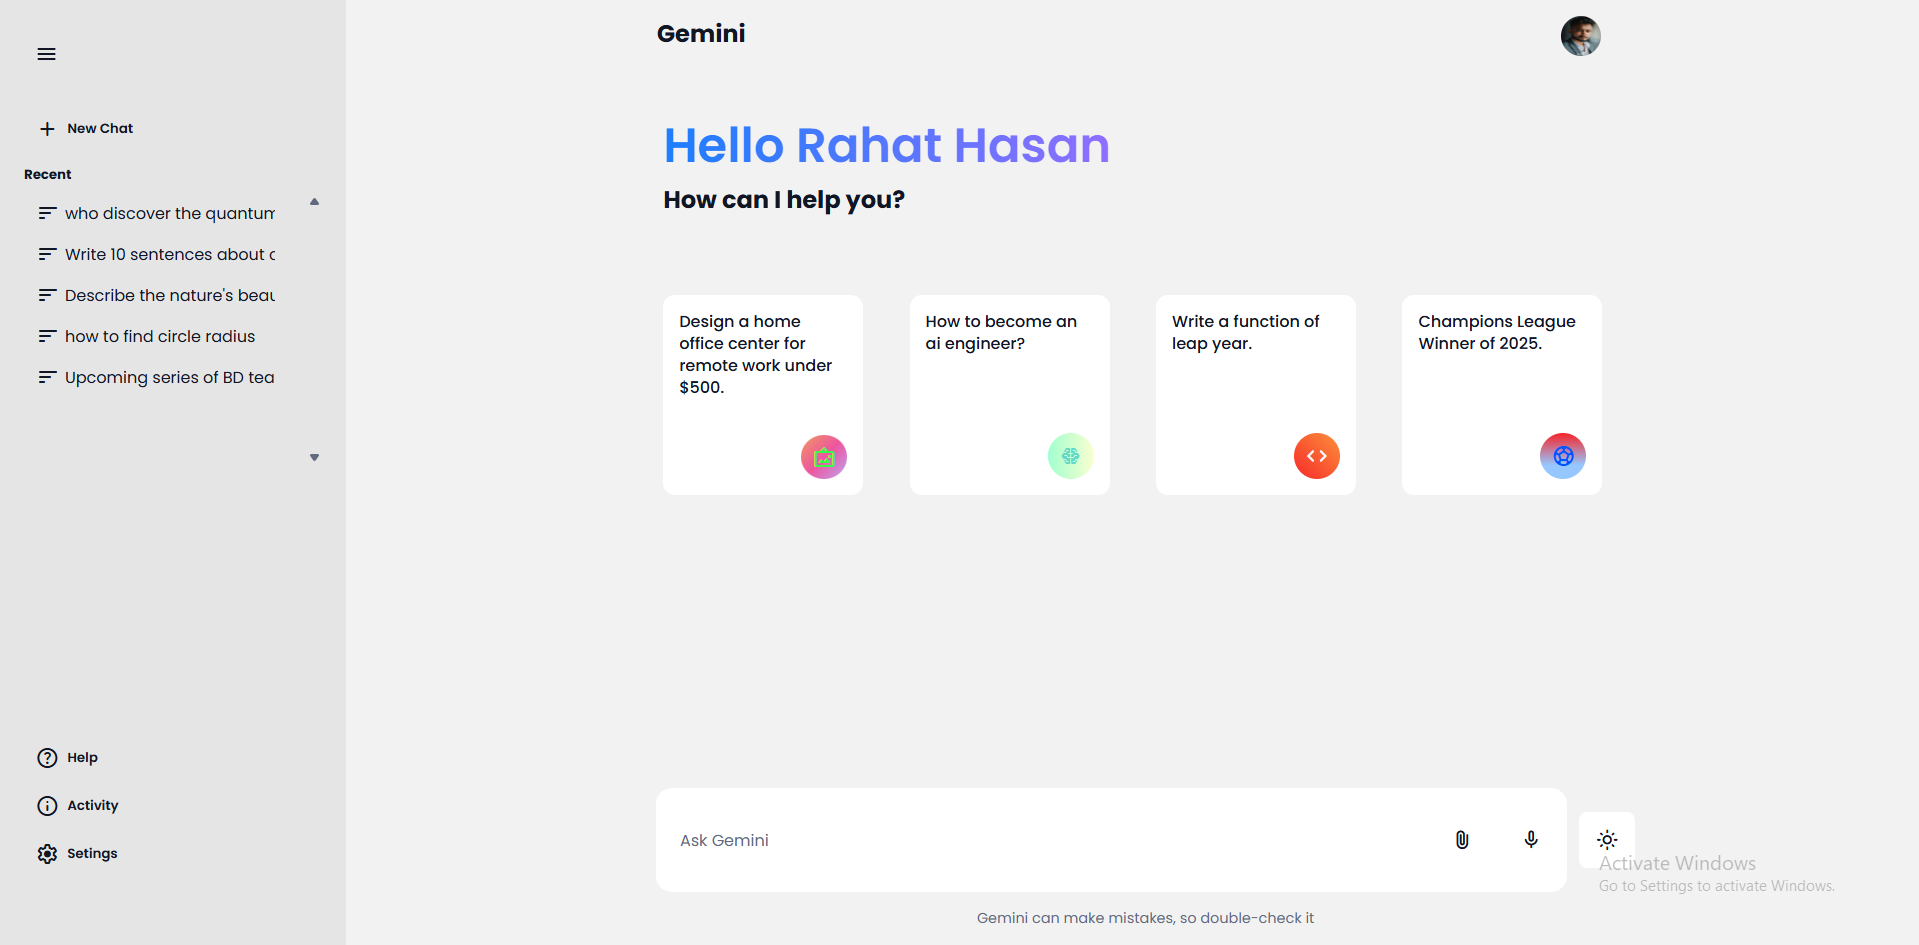 New Chat
Recent
who discover the quantum
Write 10 sentences about
Describe the nature's
how to find circle radius
Upcoming series of BD tea
Help
Activity
Setings
Gemini
Hello Rahat Hasan
How can I help you?
Design a home
office center for
remote work under
$500.
How to become an
ai engineer?
Write a function of
leap year.
Champions League
Winner of 2025.
Ask Gemini
Gemini can make mistakes, so double-check it
Activate Windows
Go to Settings to activate Windows.